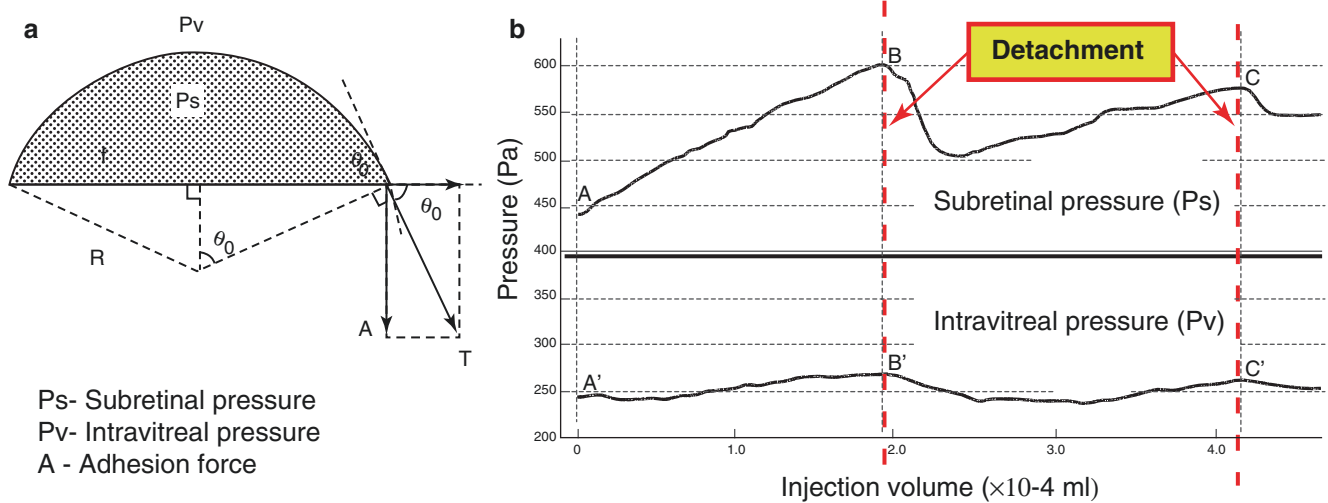 a
Pv
Ps
f
θ0
θ0
θ0
R
A
T
Ps- Subretinal pressure
Pv- Intravitreal pressure
A - Adhesion force
b
Detachment
Pressure (Pa)
600
550
500
450
400
350
300
250
200
A
B
C
Subretinal pressure (Ps)
Intravitreal pressure (Pv)
A'
B'
C'
0
1.0
2.0
3.0
4.0
Injection volume (×10-4 ml)